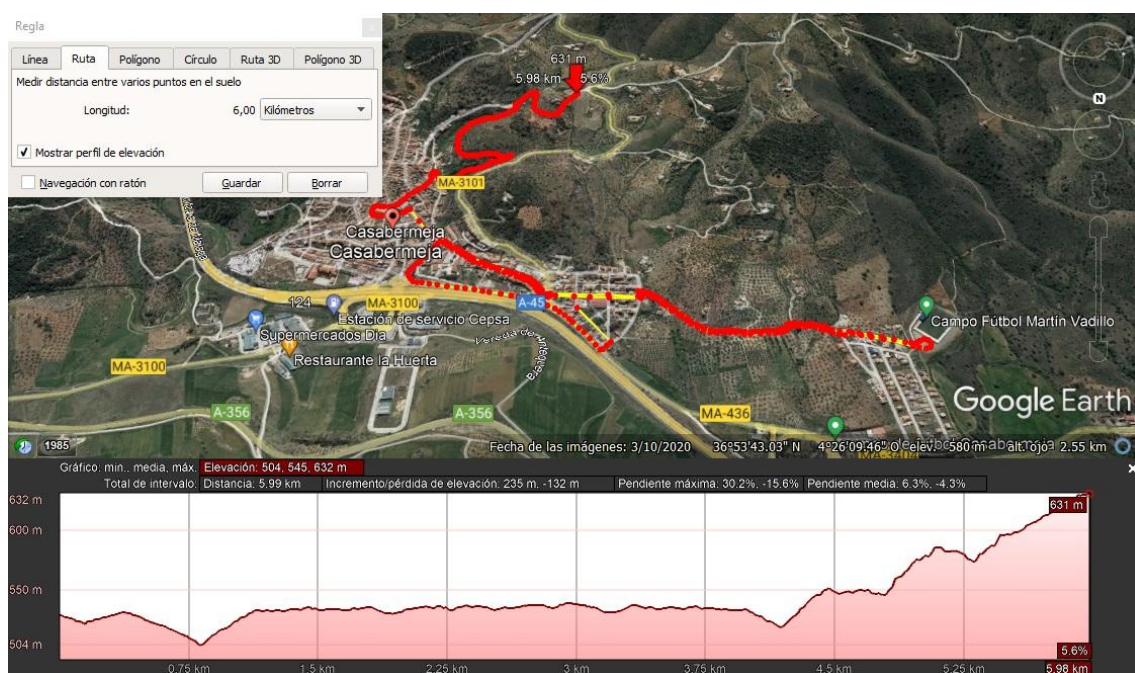 Regla
Línea Ruta Polígono Círculo Ruta 3D Polígono 3D
Medir distancia entre varios puntos en el suelo
Longitud: 6,00 Kilómetros
Mostrar perfil de elevación
Navegación con ratón Guardar Borrar
631 m
5.98 km 5.6%
N
MA-3101
Casabermeja
Casabermeja
124 MA-3100 A-45
Estación de servicio Cepsa
Supermercados Dia
Vereda de Antequera
Restaurante la Huerta
MA-3100
Campo Fútbol Martín Vadillo
A-356
A-356
MA-436
Google Earth
1985
Fecha de las imágenes: 3/10/2020 36°53'43.03" N 4°26'09.46" O elev. 580 m alt. ojo 2.55 km
Gráfico: min., media, máx. Elevación: 504, 545, 632 m
Total de intervalo: Distancia: 5.99 km Incremento/pérdida de elevación: 235 m, -132 m Pendiente máxima: 30.2%, -15.6% Pendiente media: 6.3%, -4.3%
632 m
631 m
600 m
550 m
504 m
5.6%
0.75 km 1.5 km 2.25 km 3 km 3.75 km 4.5 km 5.25 km 5.98 km